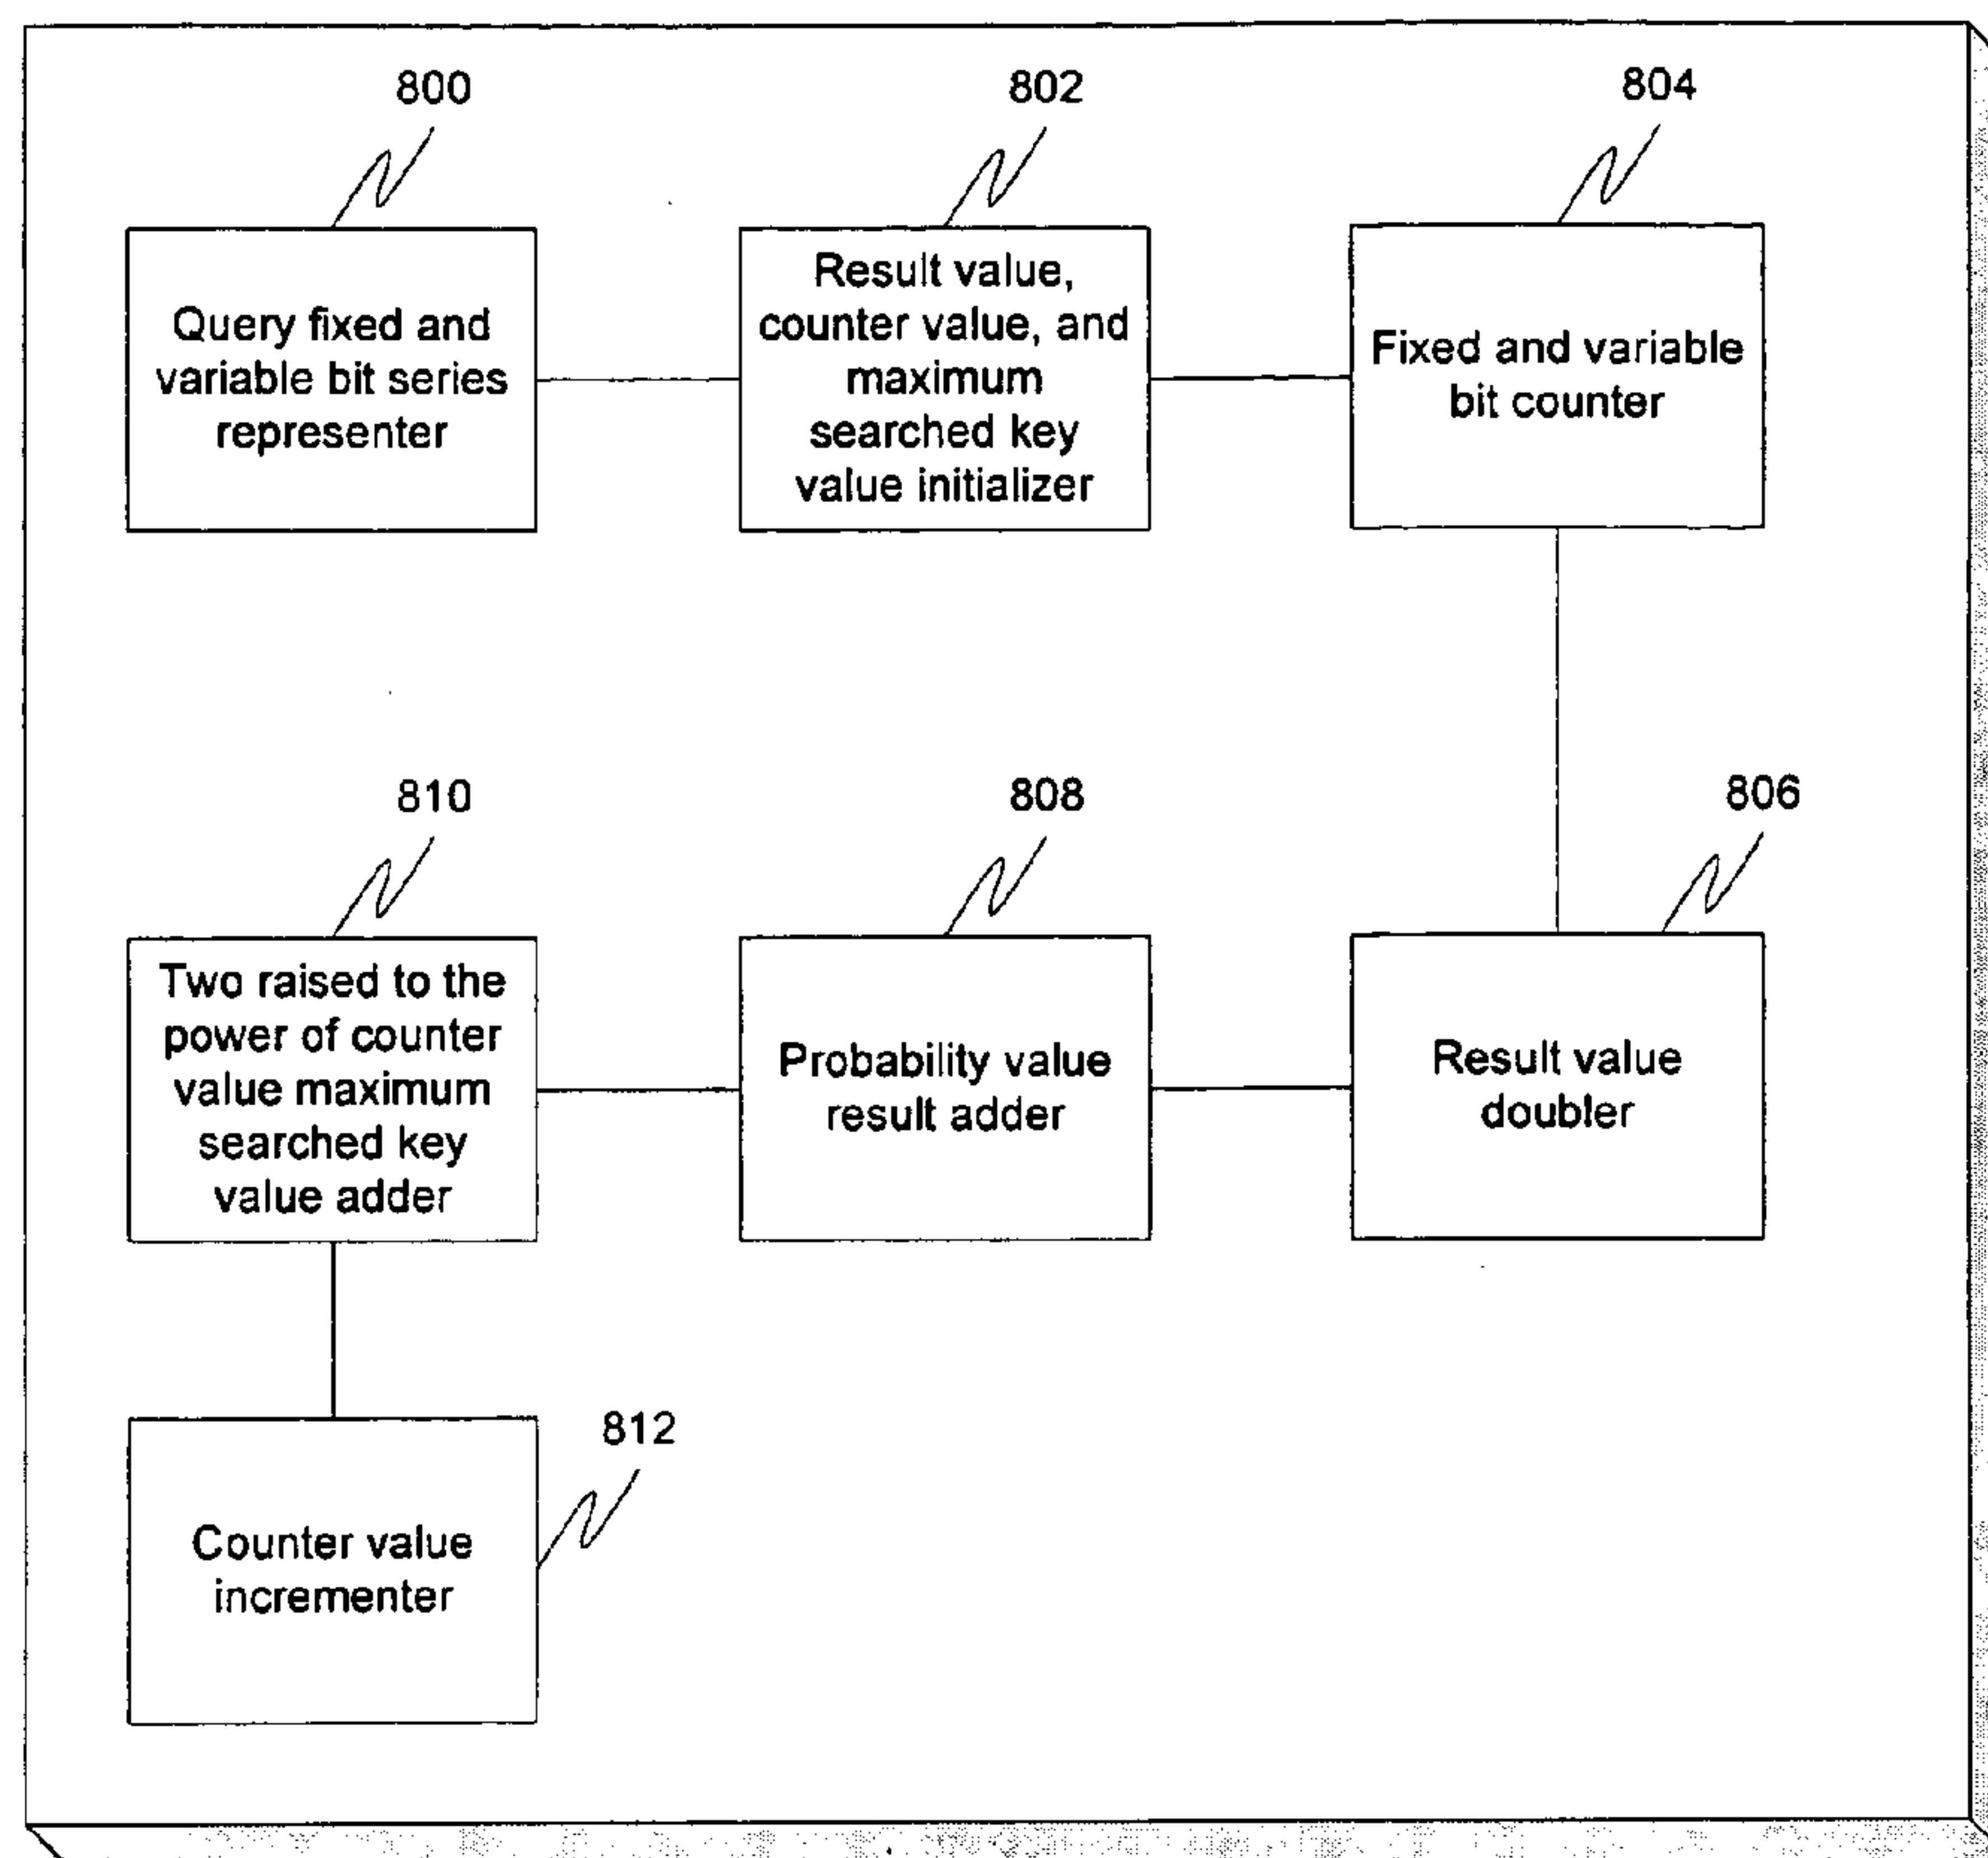 800
802
804
Query fixed and
variable bit series
representer
Result value,
counter value, and
maximum
searched key
value initializer
Fixed and variable
bit counter
810
808
806
Two raised to the
power of counter
value maximum
searched key
value adder
Probability value
result adder
Result value
doubler
812
Counter value
incrementer